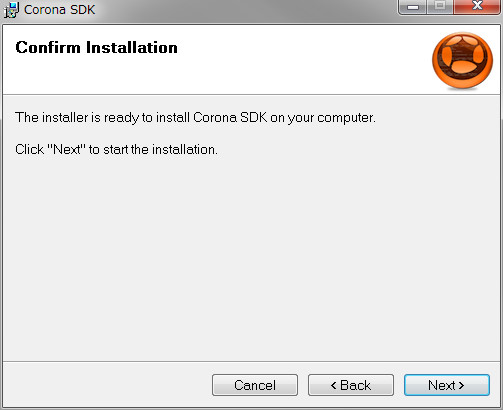 Corona SDK
Confirm Installation
The installer is ready to install Corona SDK on your computer.
Click "Next" to start the installation.
Cancel
< Back
Next >